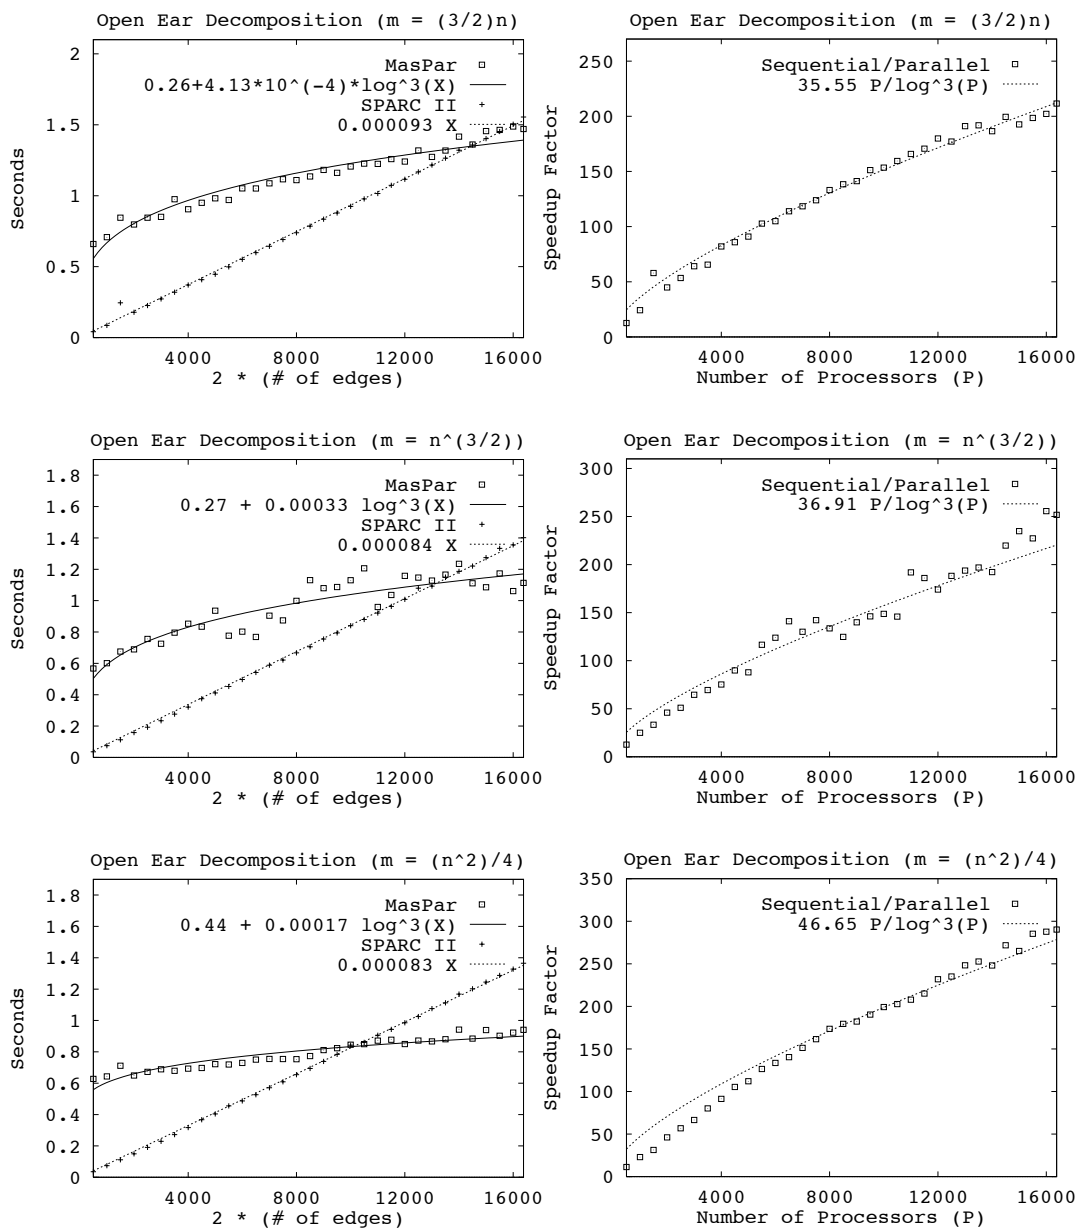 Open Ear Decomposition (m = (3/2)n)
2
1.5
1
0.5
0
Seconds
MasPar
0.26+4.13*10^(-4)*log^3(X)
SPARC II
0.000093 X
4000 8000 12000 16000
2 * (# of edges)
Open Ear Decomposition (m = (3/2)n)
250
200
150
100
50
0
Speedup Factor
Sequential/Parallel
35.55 P/log^3(P)
4000 8000 12000 16000
Number of Processors (P)
Open Ear Decomposition (m = n^(3/2))
1.8
1.6
1.4
1.2
1
0.8
0.6
0.4
0.2
0
Seconds
MasPar
0.27 + 0.00033 log^3(X)
SPARC II
0.000084 X
4000 8000 12000 16000
2 * (# of edges)
Open Ear Decomposition (m = n^(3/2))
300
250
200
150
100
50
0
Speedup Factor
Sequential/Parallel
36.91 P/log^3(P)
4000 8000 12000 16000
Number of Processors (P)
Open Ear Decomposition (m = (n^2)/4)
1.8
1.6
1.4
1.2
1
0.8
0.6
0.4
0.2
0
Seconds
MasPar
0.44 + 0.00017 log^3(X)
SPARC II
0.000083 X
4000 8000 12000 16000
2 * (# of edges)
Open Ear Decomposition (m = (n^2)/4)
350
300
250
200
150
100
50
0
Speedup Factor
Sequential/Parallel
46.65 P/log^3(P)
4000 8000 12000 16000
Number of Processors (P)